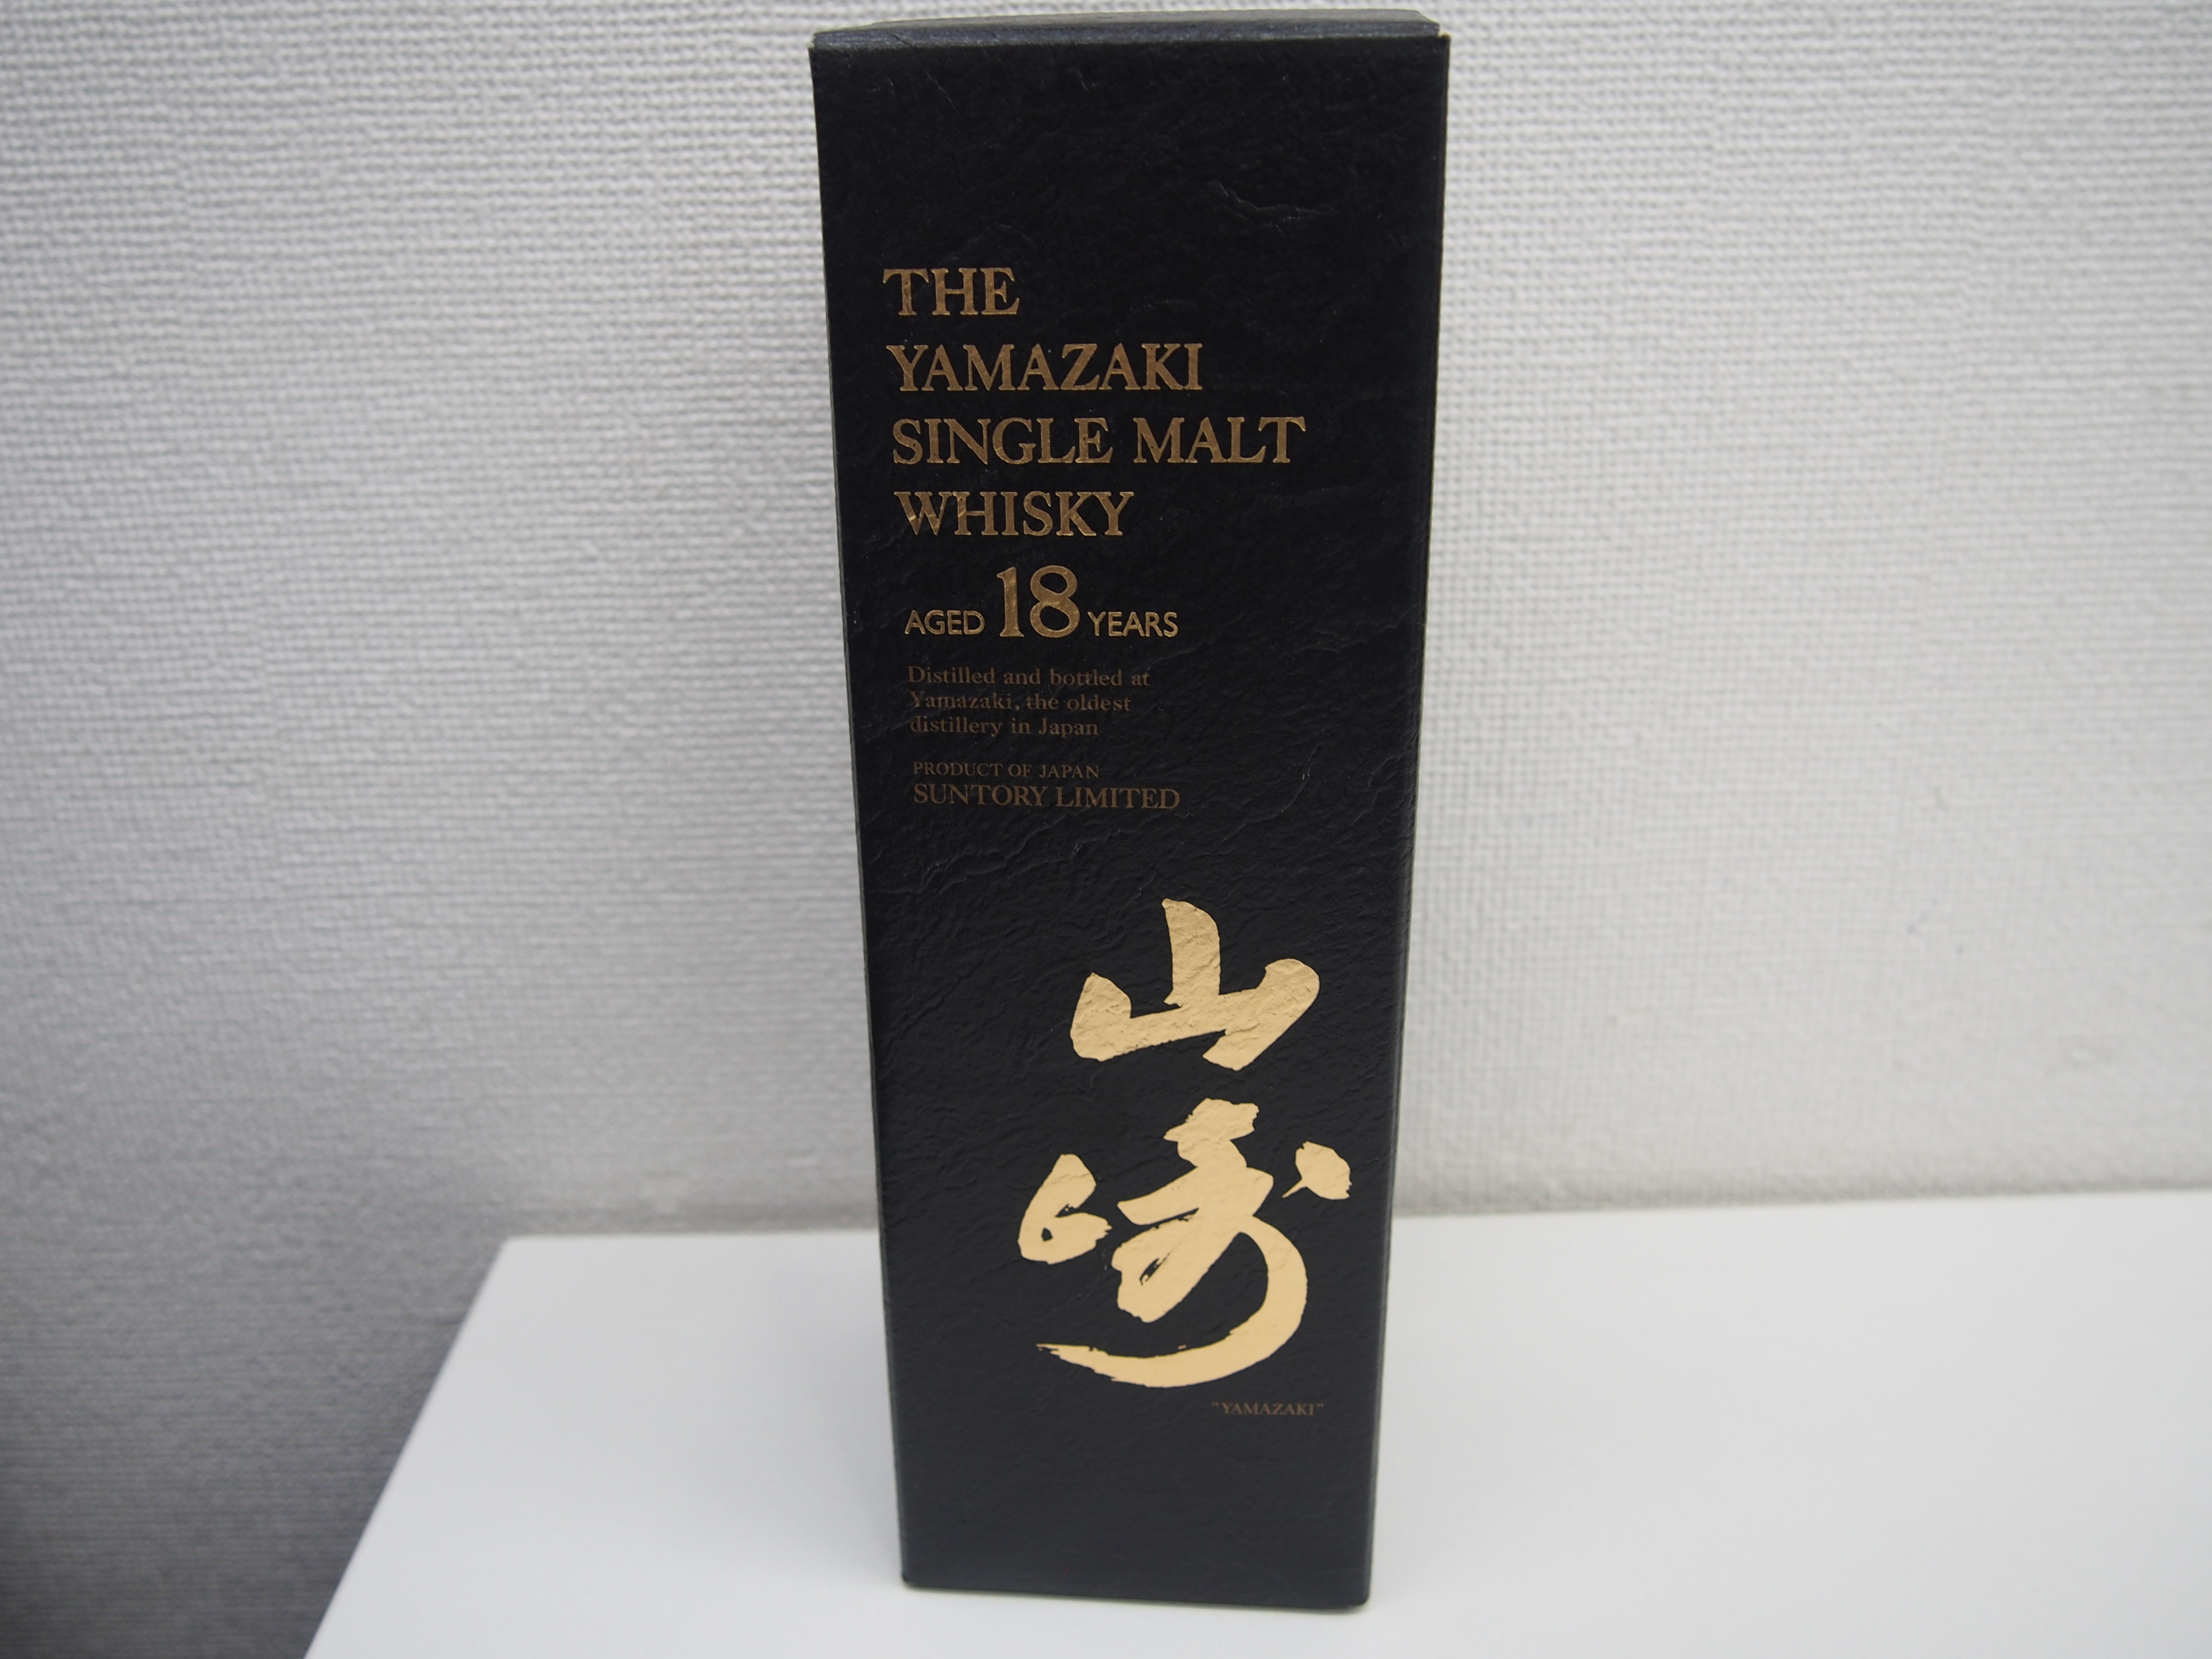 THE
YAMAZAKI
SINGLE MALT
WHISKY
AGED 18 YEARS
Distilled and bottled at
Yamazaki, the oldest
distillery in Japan
PRODUCT OF JAPAN
SUNTORY LIMITED
山
崎
"YAMAZAKI"